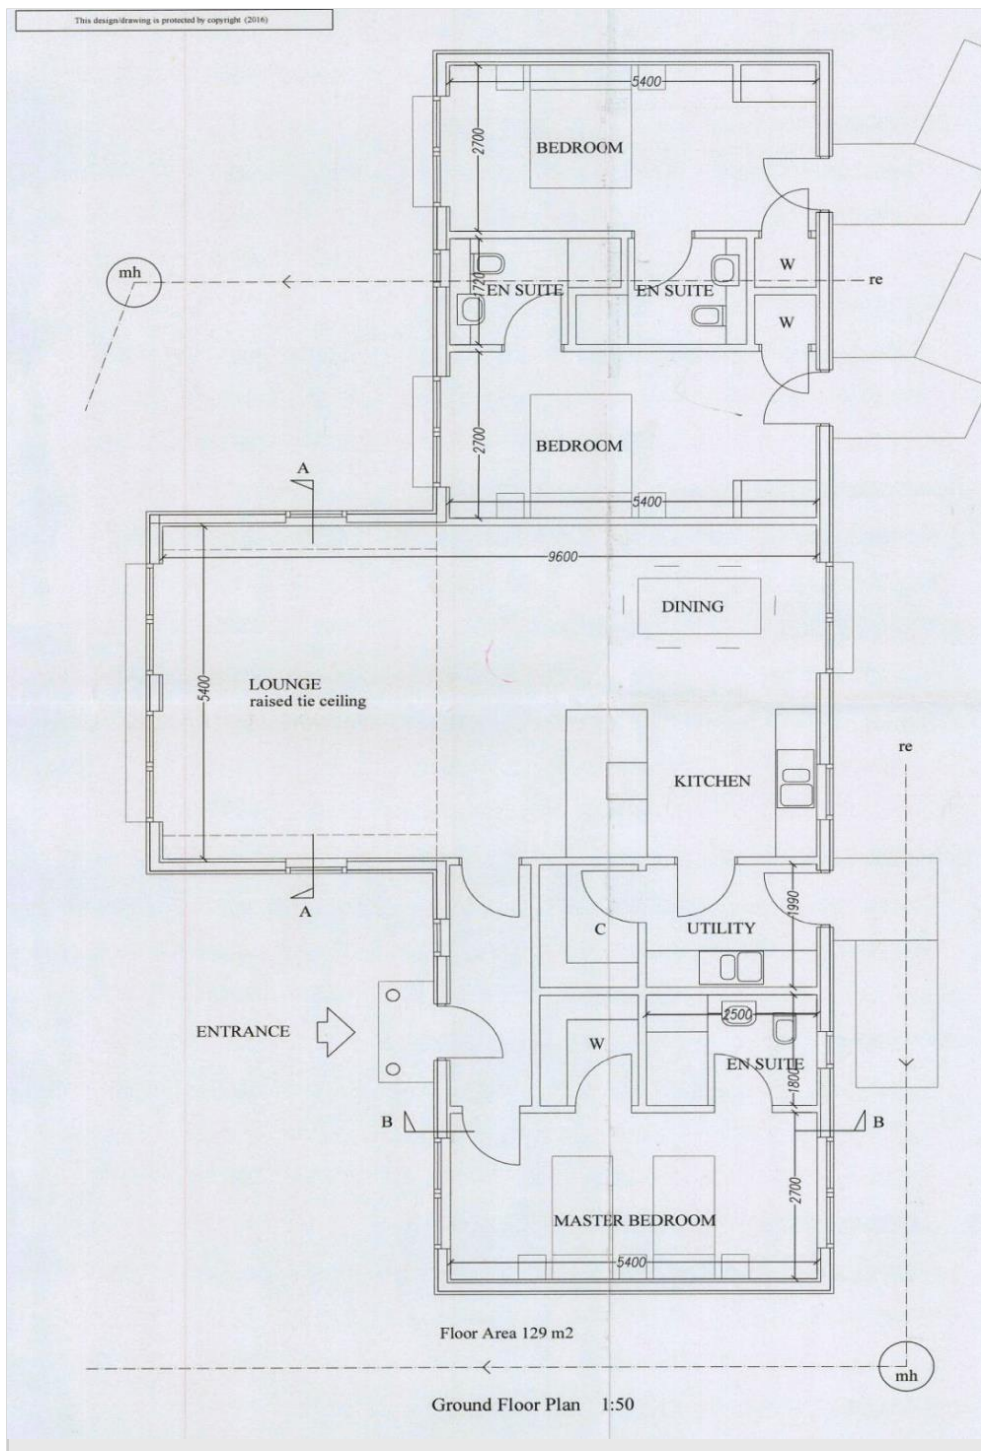 This design/drawing is protected by copyright (2016)
5400
2700
BEDROOM
mh
1720
EN SUITE
EN SUITE
W
re
W
2700
BEDROOM
5400
A
9600
DINING
5400
LOUNGE
raised tie ceiling
re
KITCHEN
A
1990
C
UTILITY
ENTRANCE
2500
W
EN SUITE
1800
B
B
2700
MASTER BEDROOM
5400
Floor Area 129 m2
mh
Ground Floor Plan 1:50